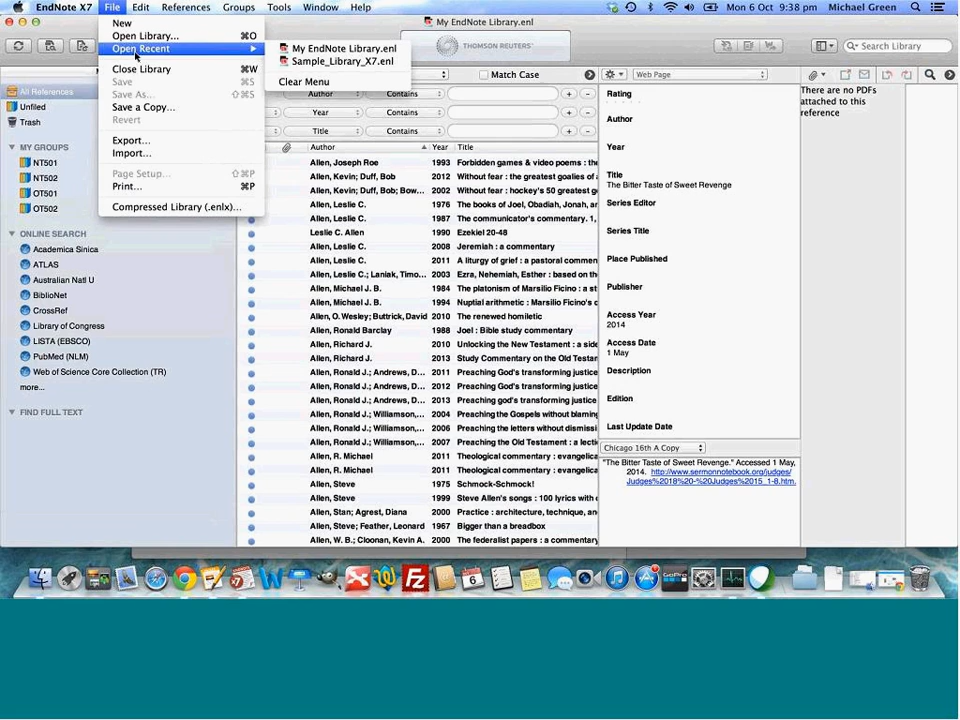 EndNote X7 File Edit References Groups Tools Window Help Mon 6 Oct 9:38 pm Michael Green
My EndNote Library.enl
New
Open Library... ⌘O
Open Recent
Close Library ⌘W
Save ⌘S
Save As... ⇧⌘S
Save a Copy...
Revert
Export...
Import...
Page Setup... ⇧⌘P
Print... ⌘P
Compressed Library (.enlx)...
My EndNote Library.enl
Sample_Library_X7.enl
Clear Menu
THOMSON REUTERS
Search Library
Match Case
Web Page
Author Contains
Year Contains
Title Contains
All References
Unfiled
Trash
MY GROUPS
NT501
NT502
OT501
OT502
ONLINE SEARCH
Academica Sinica
ATLAS
Australian Natl U
BiblioNet
CrossRef
Library of Congress
LISTA (EBSCO)
PubMed (NLM)
Web of Science Core Collection (TR)
more...
FIND FULL TEXT
Author Year Title
Allen, Joseph Roe 1993 Forbidden games & video poems : the
Allen, Kevin; Duff, Bob 2012 Without fear : the greatest goalies of
Allen, Kevin; Duff, Bob; Bow... 2002 Without fear : hockey's 50 greatest g
Allen, Leslie C. 1976 The books of Joel, Obadiah, Jonah, an
Allen, Leslie C. 1987 The communicator's commentary. 1,
Leslie C. Allen 1990 Ezekiel 20-48
Allen, Leslie C. 2008 Jeremiah : a commentary
Allen, Leslie C. 2011 A liturgy of grief : a pastoral commen
Allen, Leslie C.; Laniak, Timo... 2003 Ezra, Nehemiah, Esther : based on the
Allen, Michael J. B. 1984 The platonism of Marsilio Ficino : a st
Allen, Michael J. B. 1994 Nuptial arithmetic : Marsilio Ficino's c
Allen, O. Wesley; Buttrick, David 2010 The renewed homiletic
Allen, Ronald Barclay 1988 Joel : Bible study commentary
Allen, Richard J. 2010 Unlocking the New Testament : a side
Allen, Richard J. 2013 Study Commentary on the Old Testam
Allen, Ronald J.; Andrews, D... 2011 Preaching God's transforming justice
Allen, Ronald J.; Andrews, D... 2012 Preaching God's transforming justice
Allen, Ronald J.; Andrews, D... 2013 Preaching God's transforming justice
Allen, Ronald J.; Williamson,... 2004 Preaching the Gospels without blaming
Allen, Ronald J.; Williamson,... 2006 Preaching the letters without dismissi
Allen, Ronald J.; Williamson,... 2007 Preaching the Old Testament : a lecti
Allen, R. Michael 2011 Theological commentary : evangelica
Allen, R. Michael 2011 Theological commentary : evangelica
Allen, Steve 1975 Schmock-Schmock!
Allen, Steve 1999 Steve Allen's songs : 100 lyrics with c
Allen, Stan; Agrest, Diana 2000 Practice : architecture, technique, an
Allen, Steve; Feather, Leonard 1967 Bigger than a breadbox
Allen, W. B.; Cloonan, Kevin A. 2000 The federalist papers : a commentary
Rating
Author
Year
Title
The Bitter Taste of Sweet Revenge
Series Editor
Series Title
Place Published
Publisher
Access Year
2014
Access Date
1 May
Description
Edition
Last Update Date
Chicago 16th A Copy
"The Bitter Taste of Sweet Revenge." Accessed 1 May,
2014. http://www.sermonnotebook.org/judges/
Judges%2018%20-%20Judges%2015_1-8.htm.
There are no PDFs
attached to this
reference